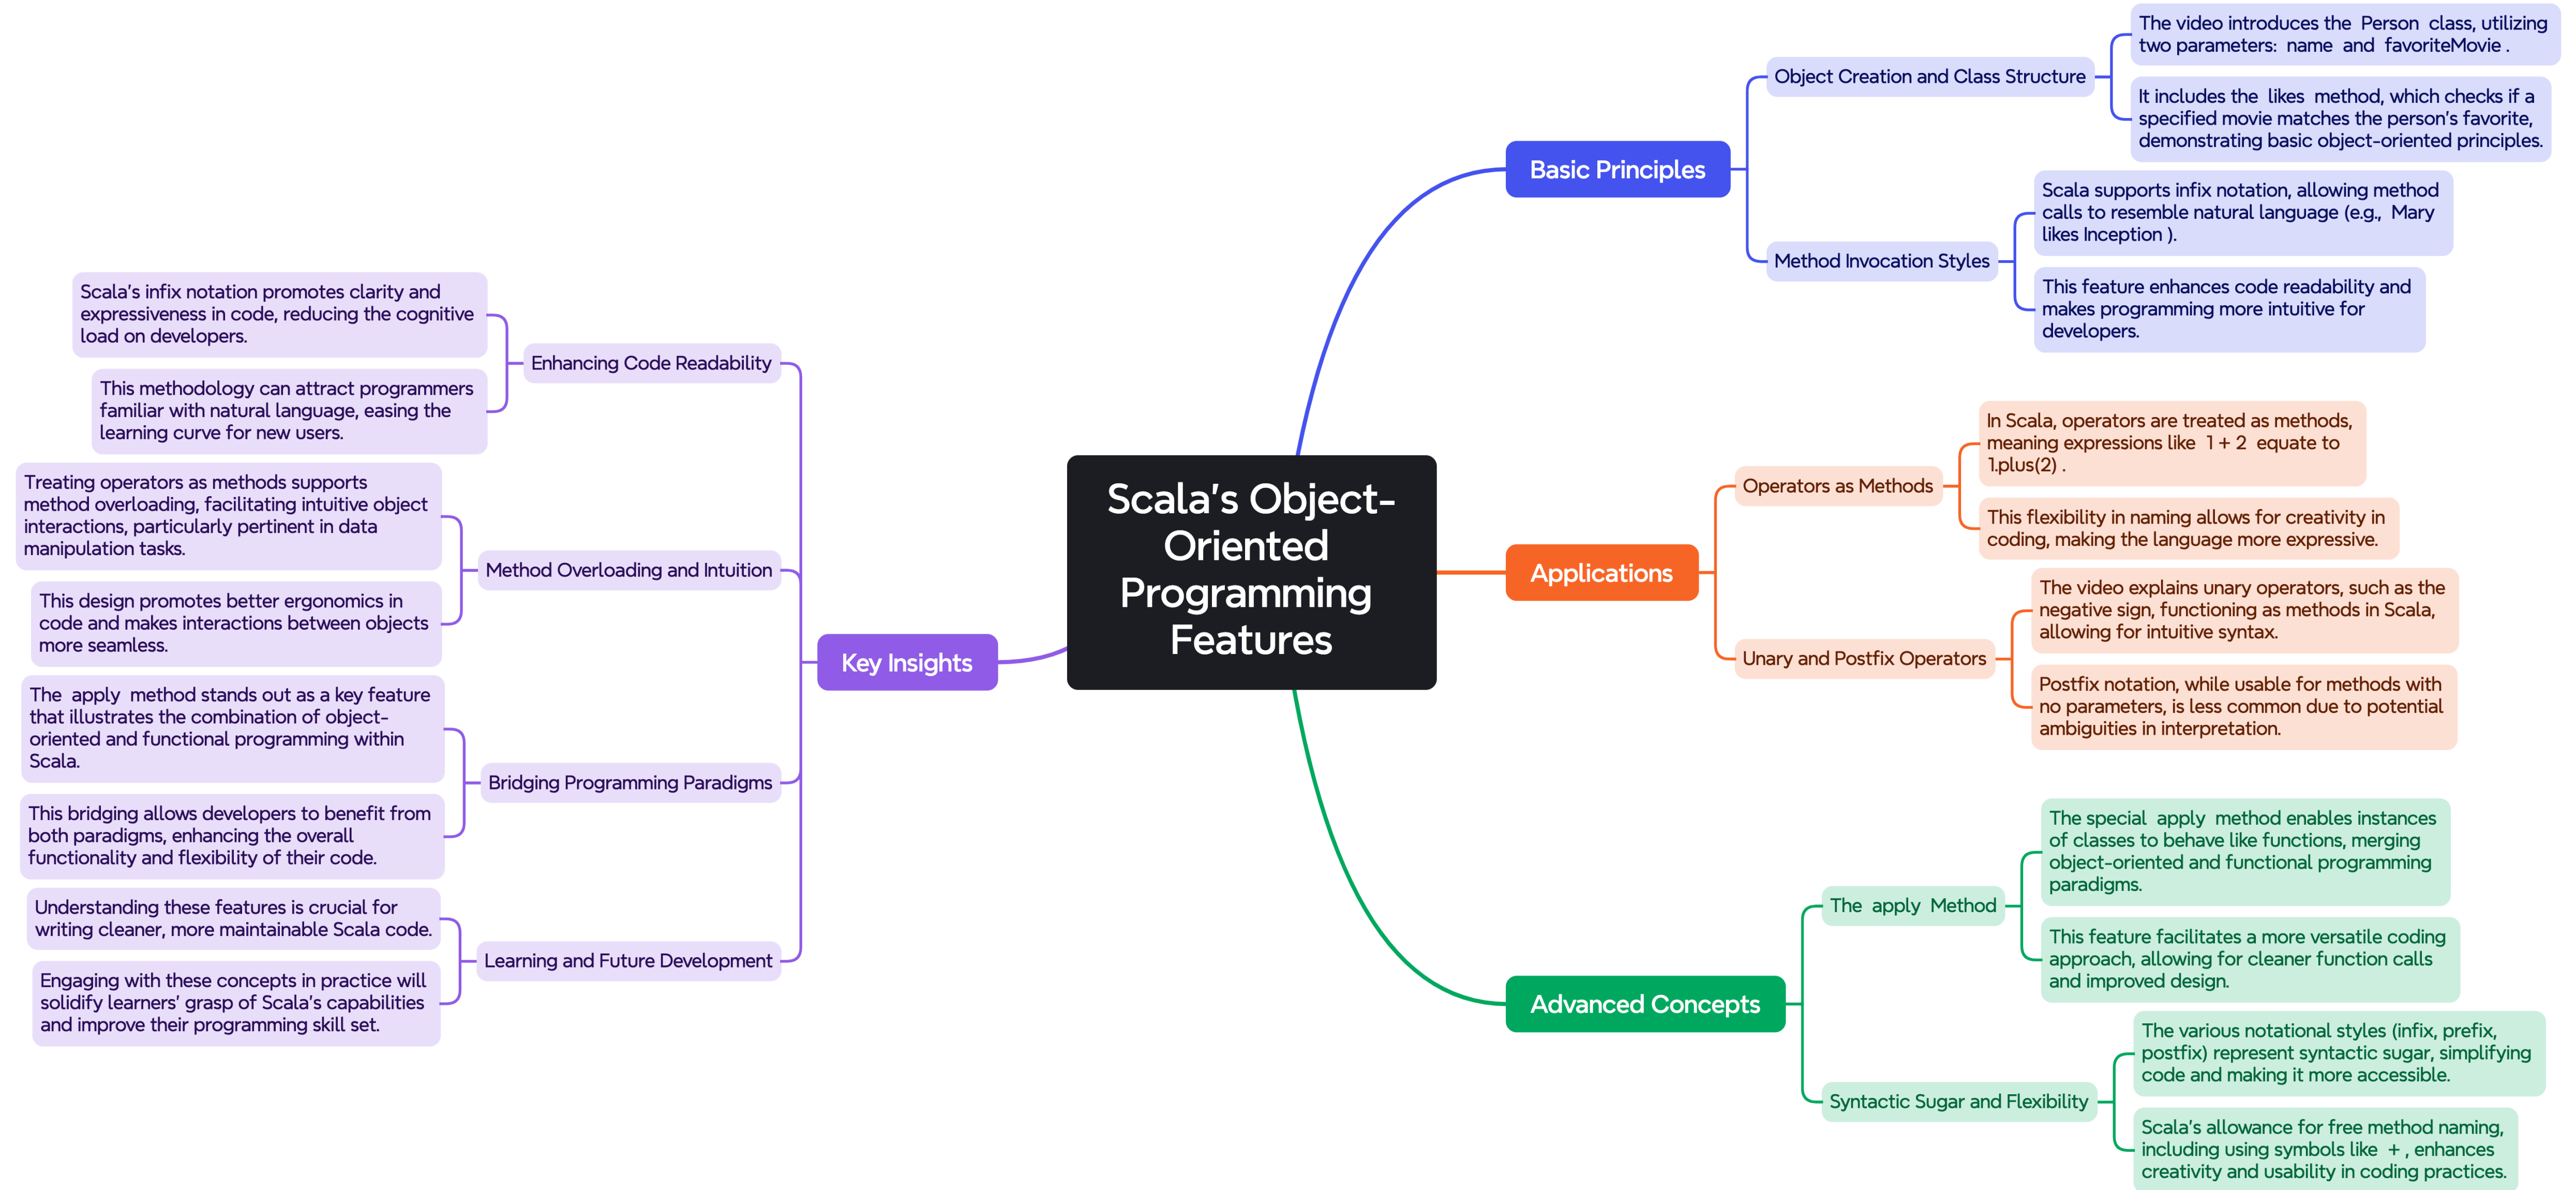 Scala's Object-
Oriented
Programming
Features
Basic Principles
Object Creation and Class Structure
The video introduces the Person class, utilizing
two parameters: name and favoriteMovie .
It includes the likes method, which checks if a
specified movie matches the person's favorite,
demonstrating basic object-oriented principles.
Method Invocation Styles
Scala supports infix notation, allowing method
calls to resemble natural language (e.g., Mary
likes Inception ).
This feature enhances code readability and
makes programming more intuitive for
developers.
Applications
Operators as Methods
In Scala, operators are treated as methods,
meaning expressions like 1 + 2 equate to
1.plus(2) .
This flexibility in naming allows for creativity in
coding, making the language more expressive.
Unary and Postfix Operators
The video explains unary operators, such as the
negative sign, functioning as methods in Scala,
allowing for intuitive syntax.
Postfix notation, while usable for methods with
no parameters, is less common due to potential
ambiguities in interpretation.
Advanced Concepts
The apply Method
The special apply method enables instances
of classes to behave like functions, merging
object-oriented and functional programming
paradigms.
This feature facilitates a more versatile coding
approach, allowing for cleaner function calls
and improved design.
Syntactic Sugar and Flexibility
The various notational styles (infix, prefix,
postfix) represent syntactic sugar, simplifying
code and making it more accessible.
Scala's allowance for free method naming,
including using symbols like + , enhances
creativity and usability in coding practices.
Key Insights
Enhancing Code Readability
Scala's infix notation promotes clarity and
expressiveness in code, reducing the cognitive
load on developers.
This methodology can attract programmers
familiar with natural language, easing the
learning curve for new users.
Method Overloading and Intuition
Treating operators as methods supports
method overloading, facilitating intuitive object
interactions, particularly pertinent in data
manipulation tasks.
This design promotes better ergonomics in
code and makes interactions between objects
more seamless.
Bridging Programming Paradigms
The apply method stands out as a key feature
that illustrates the combination of object-
oriented and functional programming within
Scala.
This bridging allows developers to benefit from
both paradigms, enhancing the overall
functionality and flexibility of their code.
Learning and Future Development
Understanding these features is crucial for
writing cleaner, more maintainable Scala code.
Engaging with these concepts in practice will
solidify learners' grasp of Scala's capabilities
and improve their programming skill set.